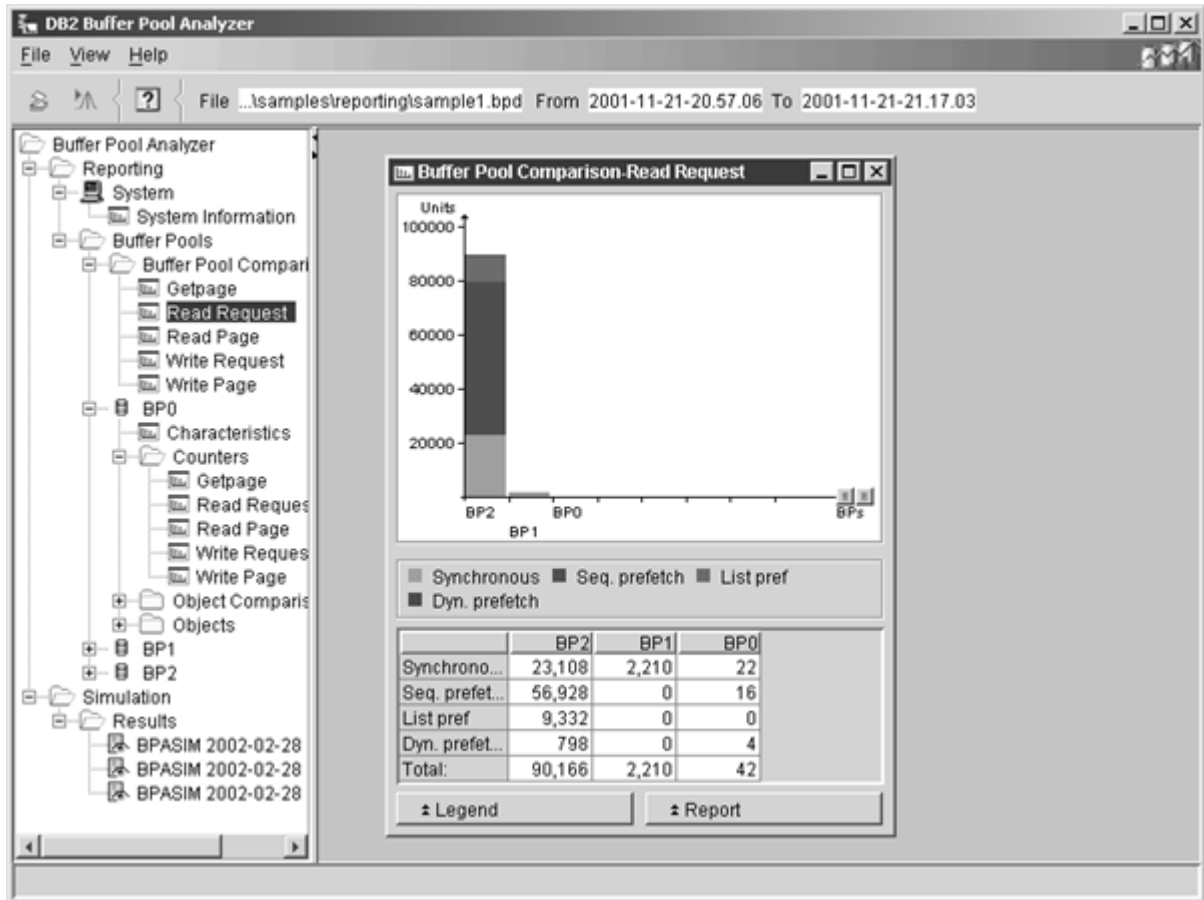 DB2 Buffer Pool Analyzer
File View Help
File ...\samples\reporting\sample1.bpd From 2001-11-21-20.57.06 To 2001-11-21-21.17.03
Buffer Pool Analyzer
Reporting
System
System Information
Buffer Pools
Buffer Pool Compari
Getpage
Read Request
Read Page
Write Request
Write Page
BP0
Characteristics
Counters
Getpage
Read Reques
Read Page
Write Reques
Write Page
Object Comparis
Objects
BP1
BP2
Simulation
Results
BPASIM 2002-02-28
BPASIM 2002-02-28
BPASIM 2002-02-28
Buffer Pool Comparison-Read Request
Units
100000
80000
60000
40000
20000
BP2 BP0 BPs
BP1
Synchronous Seq. prefetch List pref
Dyn. prefetch
BP2 BP1 BP0
Synchrono... 23,108 2,210 22
Seq. prefet... 56,928 0 16
List pref 9,332 0 0
Dyn. prefet... 798 0 4
Total: 90,166 2,210 42
Legend Report